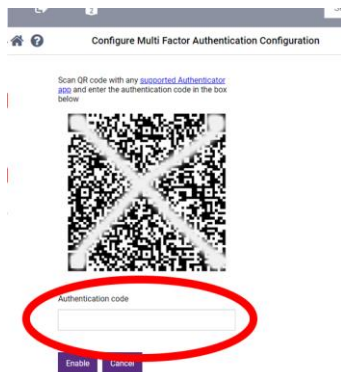 2
Configure Multi Factor Authentication Configuration
Scan QR code with any supported Authenticator
app and enter the authentication code in the box
below
Authentication code
Enable Cancel